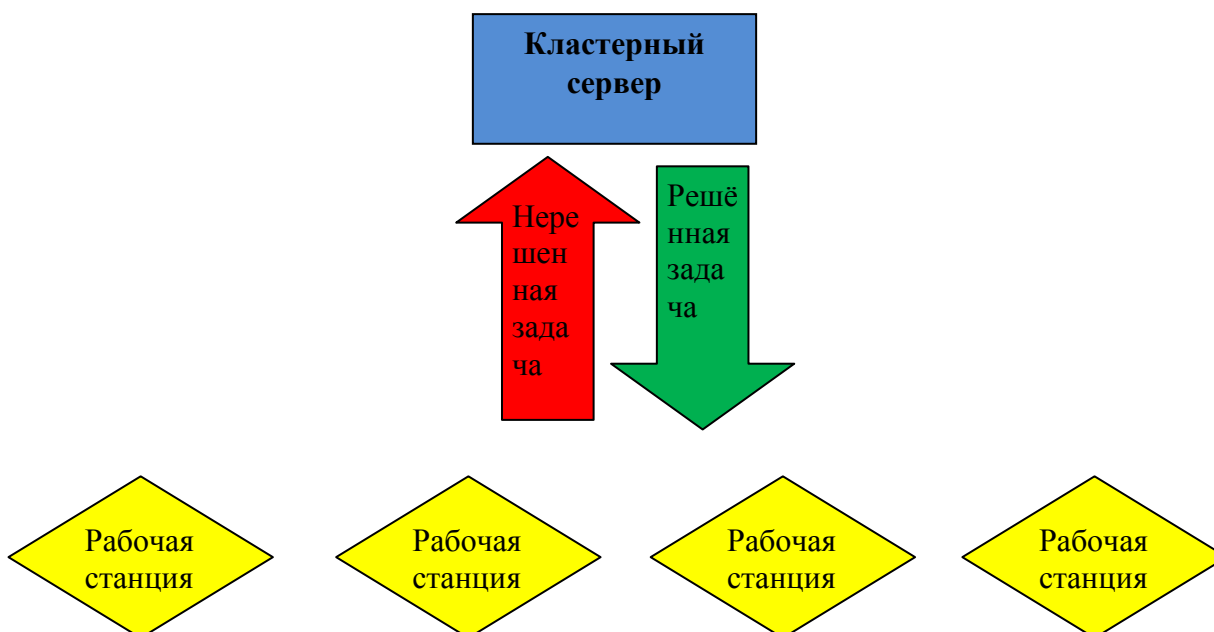 Кластерный
сервер
Нере
шен
ная
зада
ча
Решё
нная
зада
ча
Рабочая
станция
Рабочая
станция
Рабочая
станция
Рабочая
станция